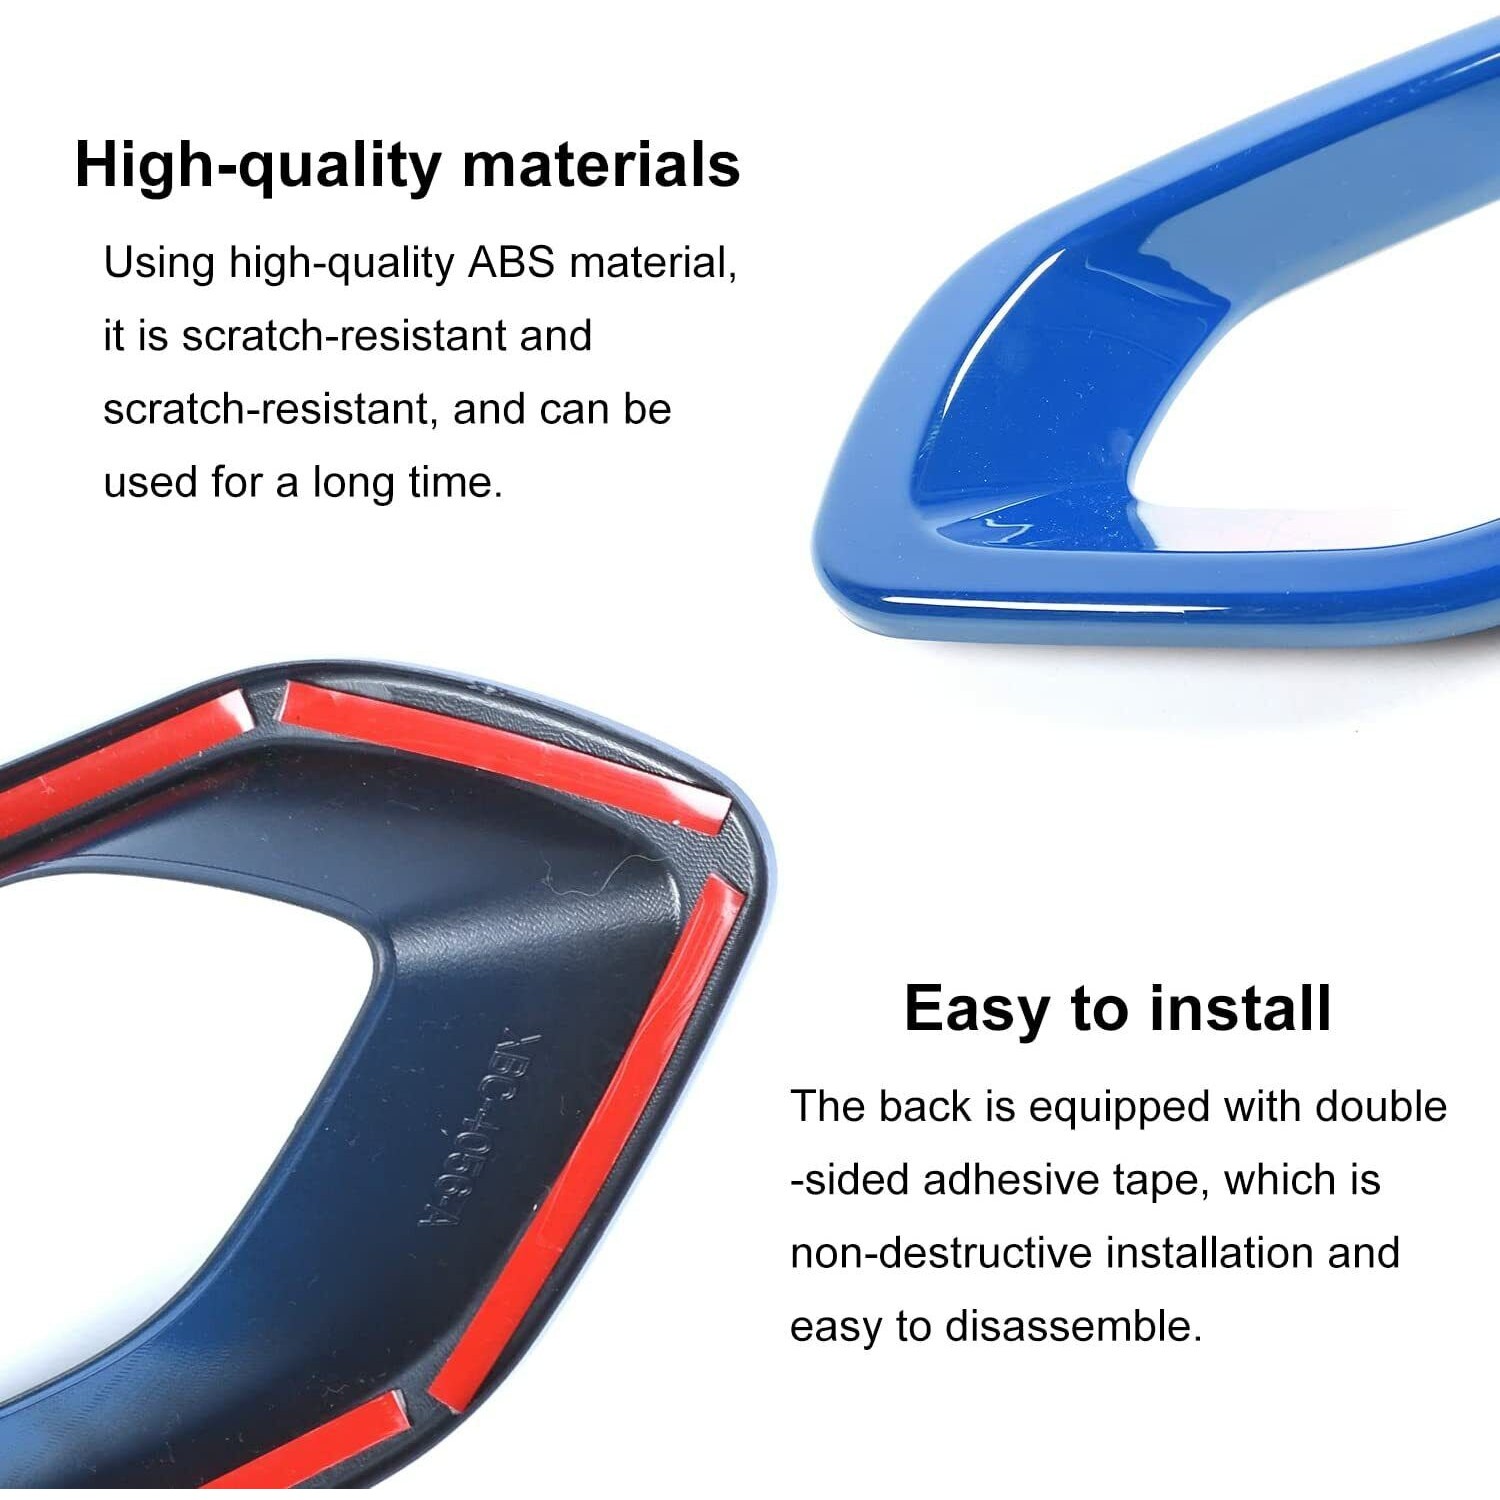 High-quality materials
Using high-quality ABS material,
it is scratch-resistant and
scratch-resistant, and can be
used for a long time.
Easy to install
The back is equipped with double
-sided adhesive tape, which is
non-destructive installation and
easy to disassemble.